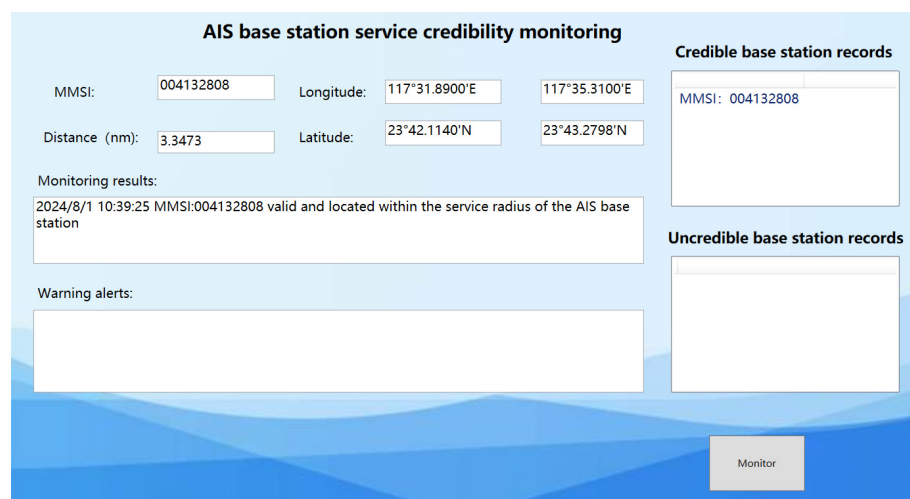 AIS base station service credibility monitoring
MMSI:
004132808
Longitude:
117°31.8900'E
117°35.3100'E
Distance（nm):
3.3473
Latitude:
23°42.1140'N
23°43.2798'N
Monitoring results:
2024/8/1 10:39:25 MMSI:004132808 valid and located within the service radius of the AIS base
station
Warning alerts:
Credible base station records
MMSI：004132808
Uncredible base station records
Monitor